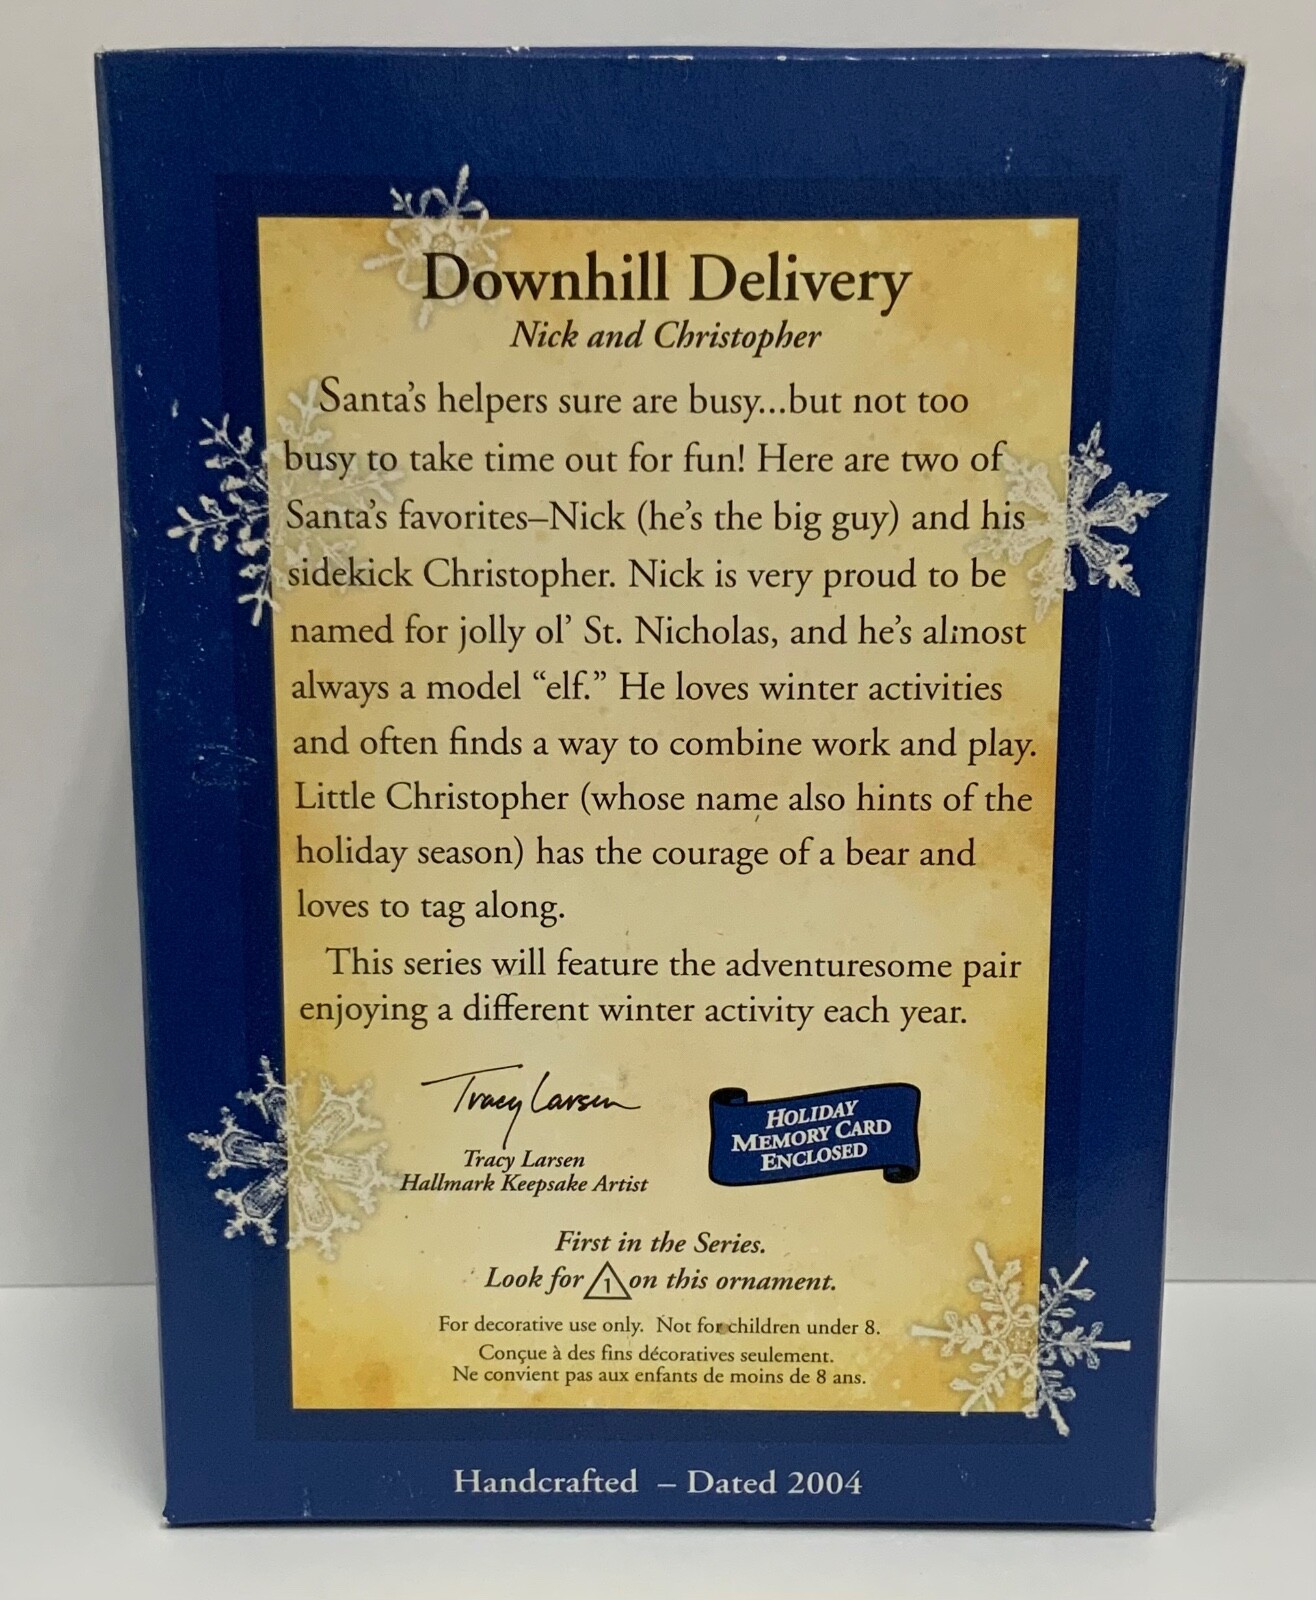 Downhill Delivery
Nick and Christopher
Santa's helpers sure are busy...but not too
busy to take time out for fun! Here are two of
Santa's favorites–Nick (he's the big guy) and his
sidekick Christopher. Nick is very proud to be
named for jolly ol' St. Nicholas, and he's almost
always a model “elf.” He loves winter activities
and often finds a way to combine work and play.
Little Christopher (whose name also hints of the
holiday season) has the courage of a bear and
loves to tag along.
This series will feature the adventuresome pair
enjoying a different winter activity each year.
Tracy Larsen
Tracy Larsen
Hallmark Keepsake Artist
HOLIDAY
MEMORY CARD
ENCLOSED
First in the Series.
Look for 1 on this ornament.
For decorative use only. Not for children under 8.
Conçue à des fins décoratives seulement.
Ne convient pas aux enfants de moins de 8 ans.
Handcrafted – Dated 2004